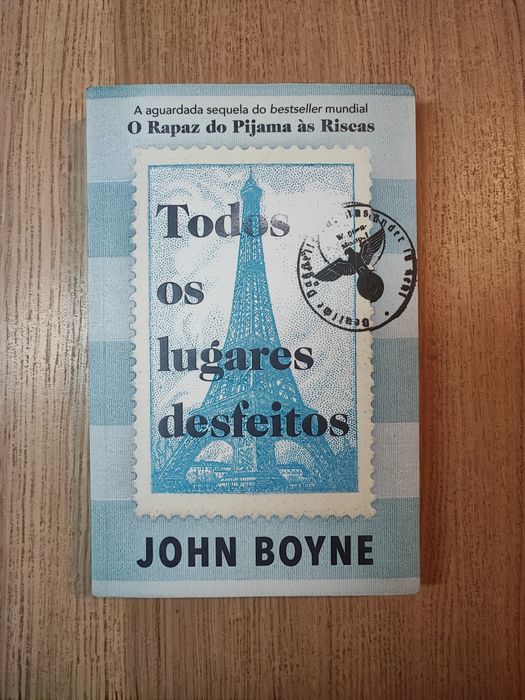 A aguardada sequela do bestseller mundial
O Rapaz do Pijama às Riscas
Todos
os
lugares
desfeitos
JOHN BOYNE